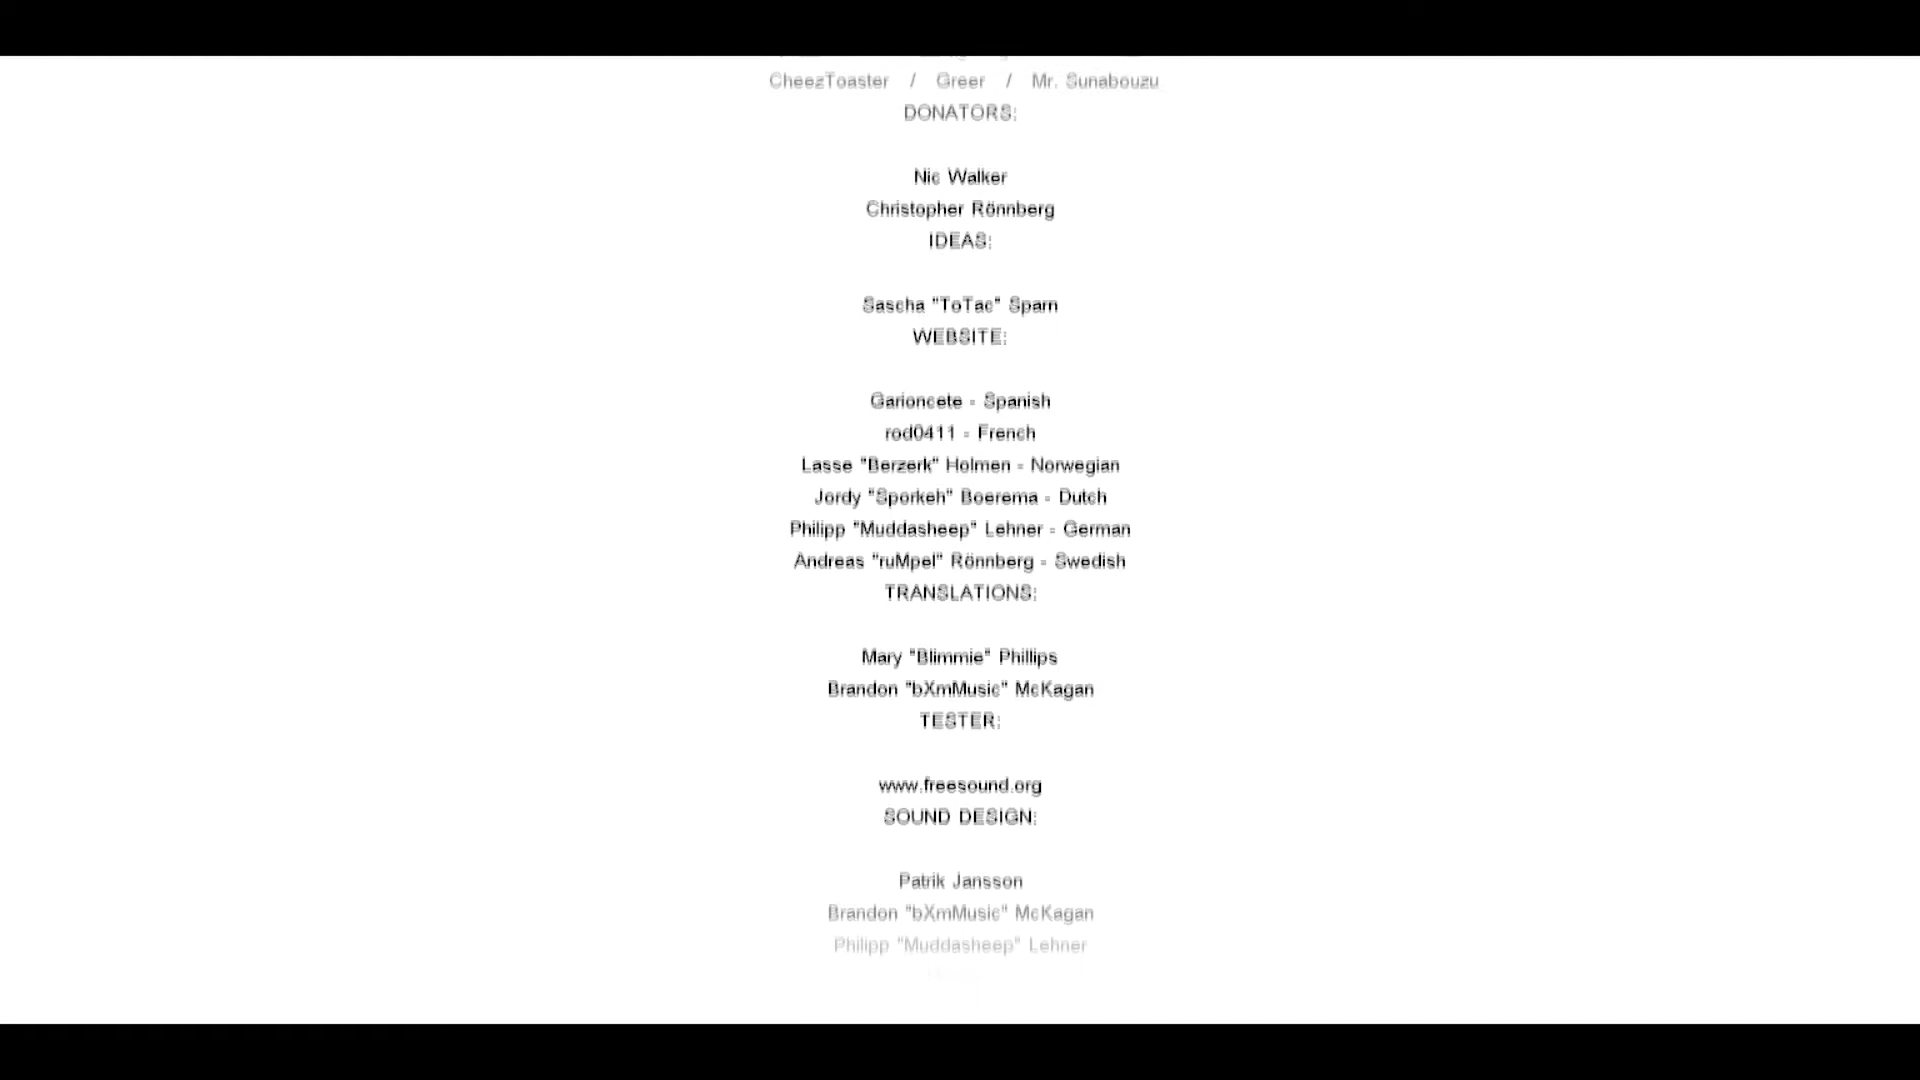 CheezToaster / Greer / Mr. Sunabouzu
DONATORS:
Nic Walker
Christopher Rönnberg
IDEAS:
Sascha "ToTac" Sparn
WEBSITE:
Garioncete - Spanish
rod0411 - French
Lasse "Berzerk" Holmen - Norwegian
Jordy "Sporkeh" Boerema - Dutch
Philipp "Muddasheep" Lehner - German
Andreas "ruMpel" Rönnberg - Swedish
TRANSLATIONS:
Mary "Blimmie" Phillips
Brandon "bXmMusic" McKagan
TESTER:
www.freesound.org
SOUND DESIGN:
Patrik Jansson
Brandon "bXmMusic" McKagan
Philipp "Muddasheep" Lehner